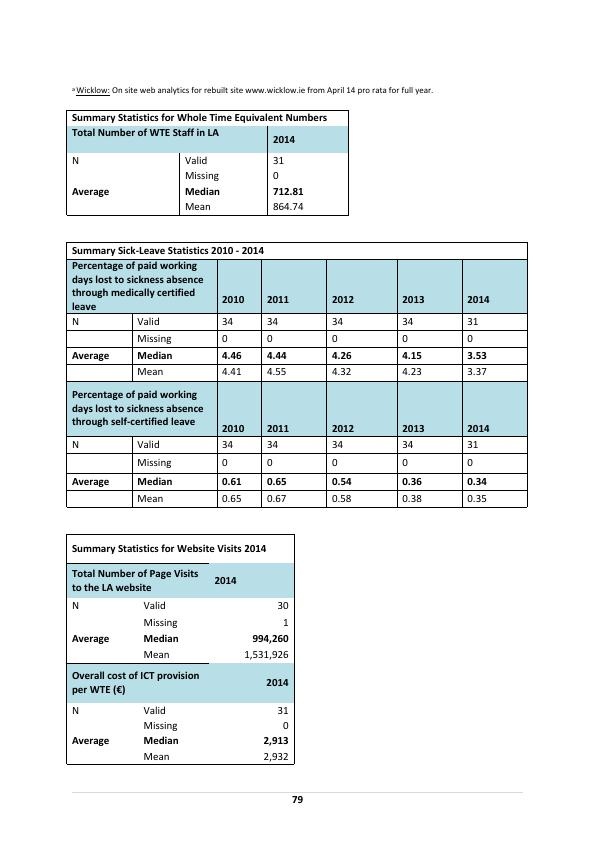 ᵃ Wicklow: On site web analytics for rebuilt site www.wicklow.ie from April 14 pro rata for full year.
Summary Statistics for Whole Time Equivalent Numbers
Total Number of WTE Staff in LA 2014
N Valid 31
Missing 0
Average Median 712.81
Mean 864.74
Summary Sick-Leave Statistics 2010 - 2014
Percentage of paid working
days lost to sickness absence
through medically certified
leave 2010 2011 2012 2013 2014
N Valid 34 34 34 34 31
Missing 0 0 0 0 0
Average Median 4.46 4.44 4.26 4.15 3.53
Mean 4.41 4.55 4.32 4.23 3.37
Percentage of paid working
days lost to sickness absence
through self-certified leave
2010 2011 2012 2013 2014
N Valid 34 34 34 34 31
Missing 0 0 0 0 0
Average Median 0.61 0.65 0.54 0.36 0.34
Mean 0.65 0.67 0.58 0.38 0.35
Summary Statistics for Website Visits 2014
Total Number of Page Visits
to the LA website 2014
N Valid 30
Missing 1
Average Median 994,260
Mean 1,531,926
Overall cost of ICT provision
per WTE (€) 2014
N Valid 31
Missing 0
Average Median 2,913
Mean 2,932
79